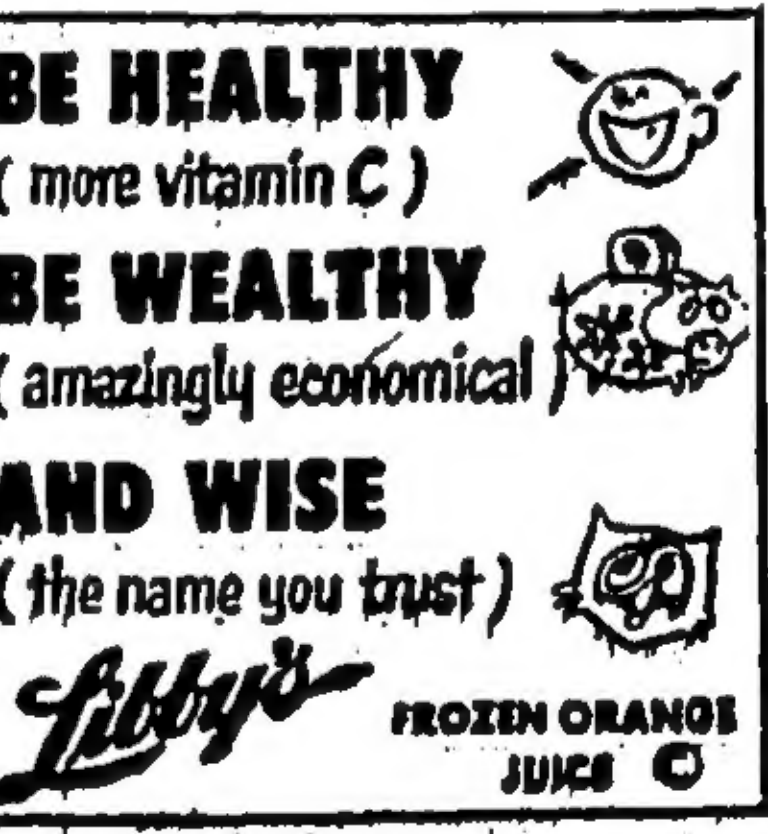 BE HEALTHY
( more vitamin C )
BE WEALTHY
( amazingly economical )
AND WISE
( the name you trust )
Libby's
FROZEN ORANGE
JUICE ©